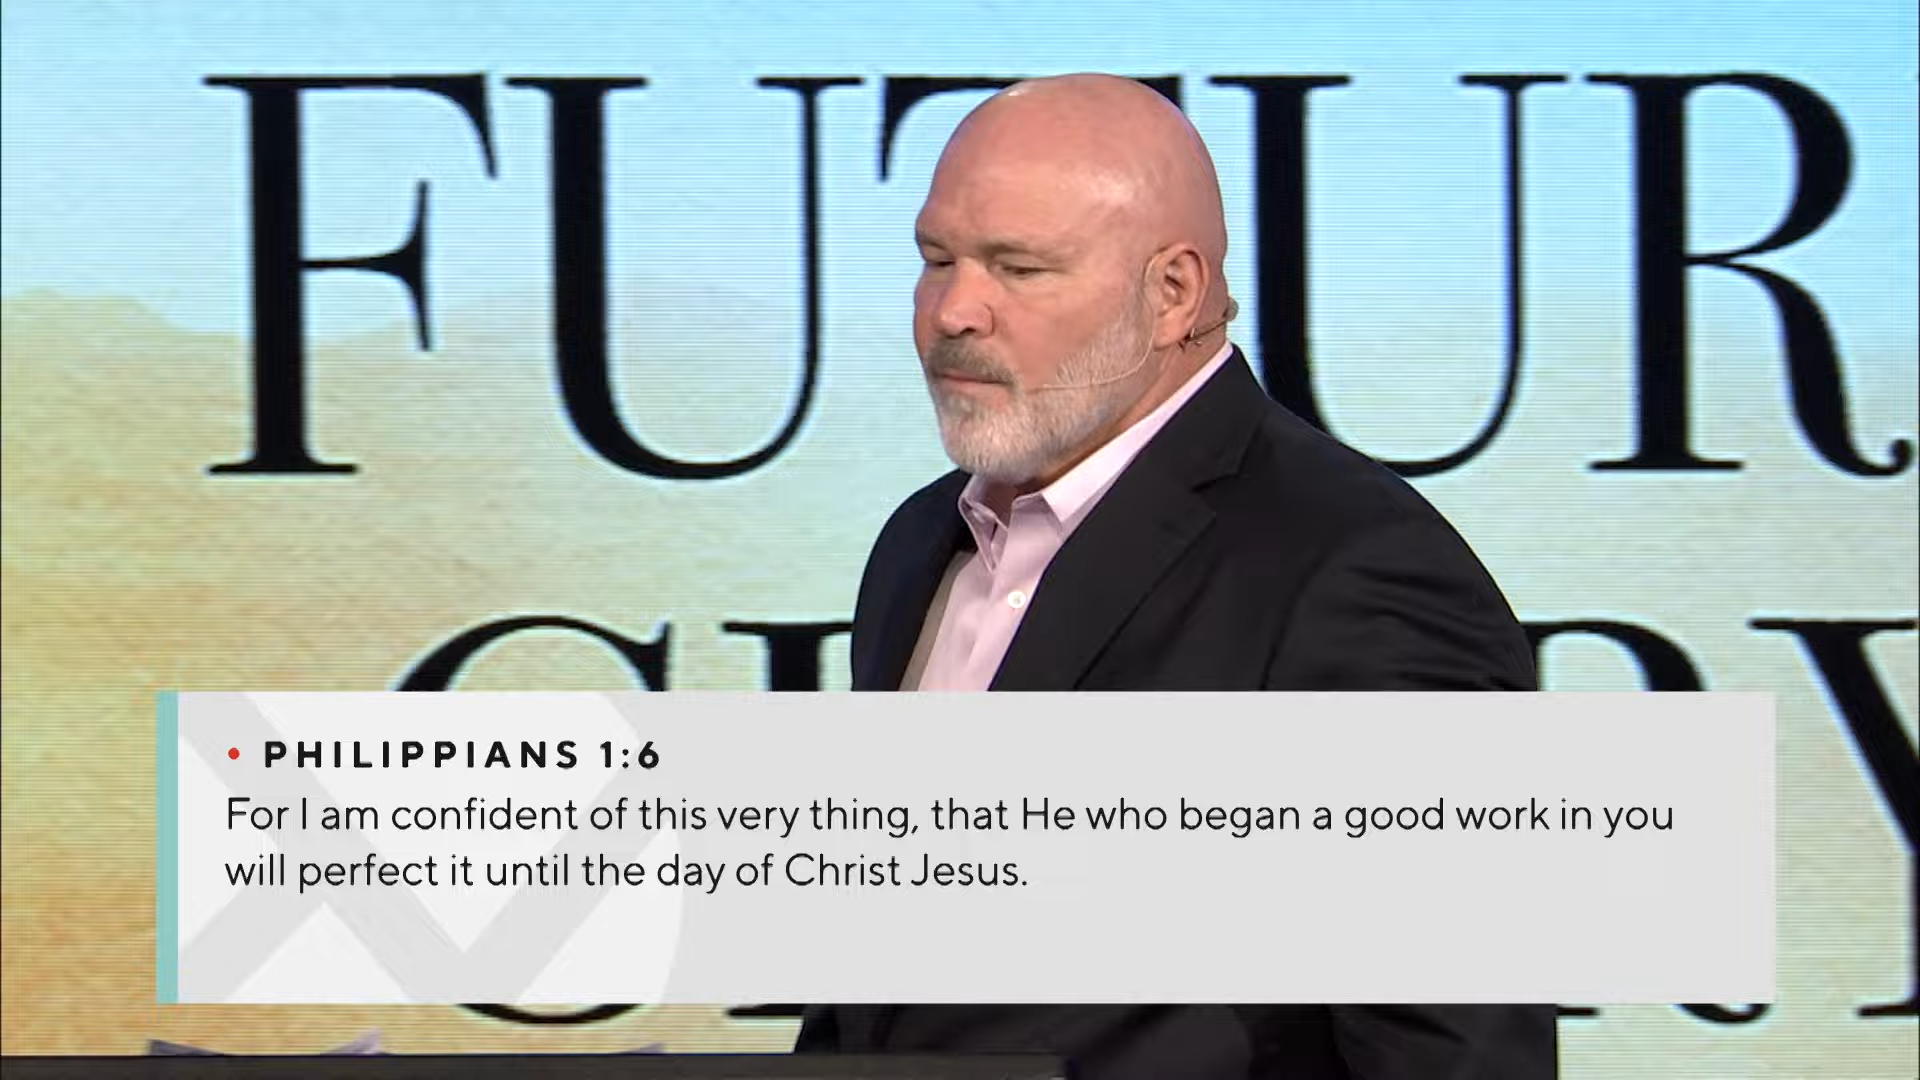 FUTUR
PHILIPPIANS 1:6
For I am confident of this very thing, that He who began a good work in you
will perfect it until the day of Christ Jesus.